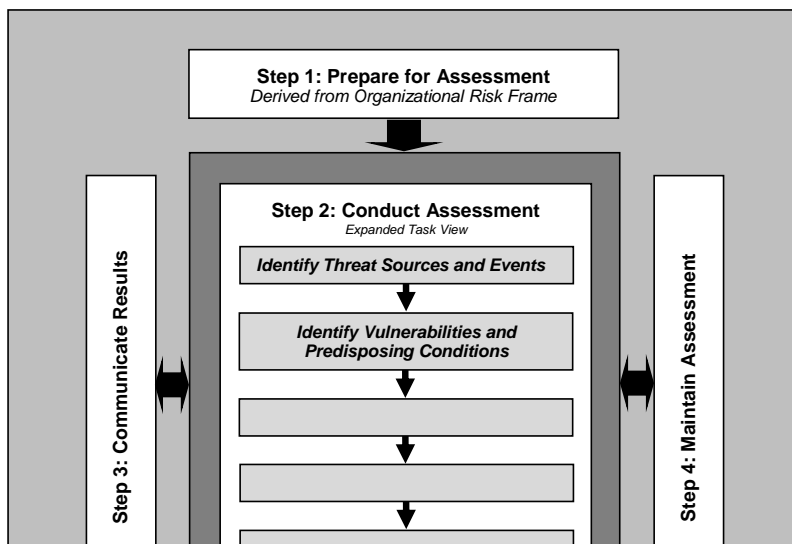 Step 1: Prepare for Assessment
Derived from Organizational Risk Frame
Step 2: Conduct Assessment
Expanded Task View
Identify Threat Sources and Events
Identify Vulnerabilities and
Predisposing Conditions
Step 3: Communicate Results
Step 4: Maintain Assessment